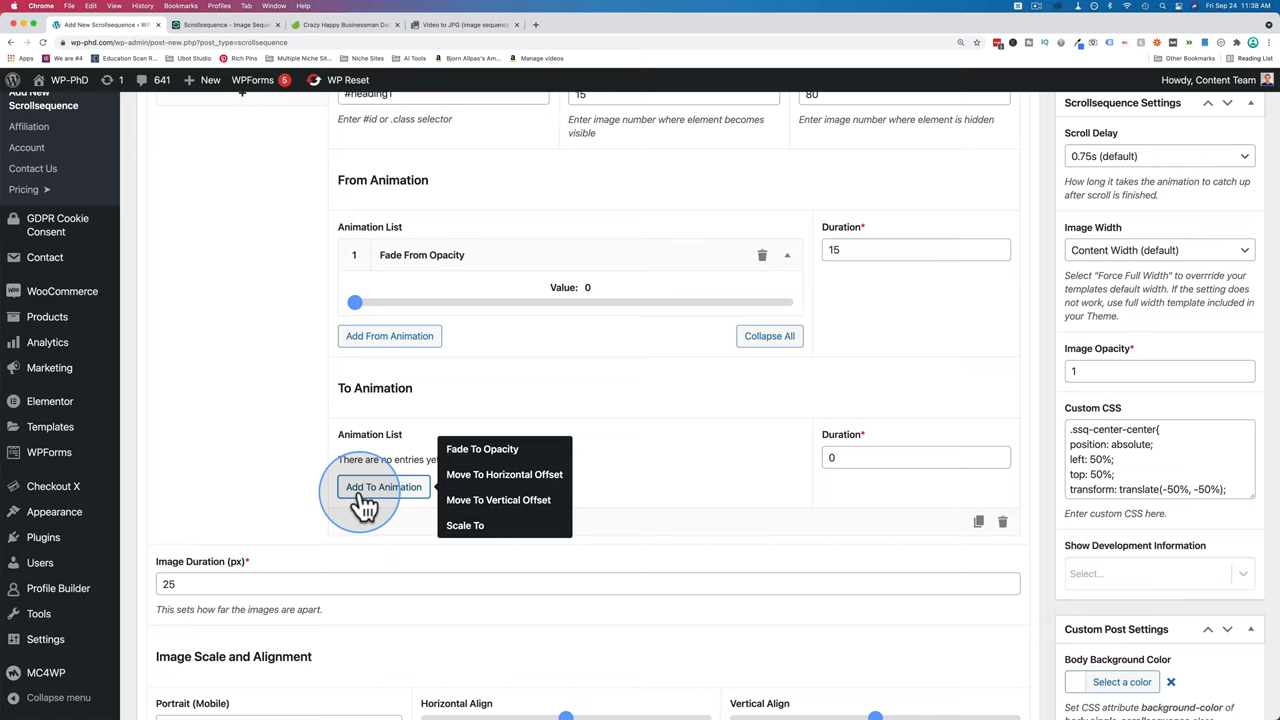 Chrome File Edit View History Bookmarks Profiles Tab Window Help
Fri Sep 24 11:38 AM
Add New Scrollsequence ‹ WP
Scrollsequence - Image Sequ
Crazy Happy Businessman Dan
Video to JPG (image sequenc
wp-phd.com/wp-admin/post-new.php?post_type=scrollsequence
Apps We are #4 Education Scan R... Ubot Studio Rich Pins Multiple Niche Sit... Niche Sites AI Tools Bjorn Allpas's Am... Manage videos Other Bookmarks Reading List
WP-PhD 1 641 New WPForms 5 WP Reset Howdy, Content Team
Add New
Scrollsequence
Affiliation
Account
Contact Us
Pricing ➤
GDPR Cookie
Consent
Contact
WooCommerce
Products
Analytics
Marketing
Elementor
Templates
WPForms
Checkout X
Appearance
Plugins
Users
Profile Builder
Tools
Settings
MC4WP
Collapse menu
#heading1 15 80
Enter #id or .class selector
Enter image number where element becomes
visible
Enter image number where element is hidden
From Animation
Animation List
Duration*
1 Fade From Opacity
15
Value: 0
Add From Animation
Collapse All
To Animation
Animation List
Duration*
There are no entries ye
0
Add To Animation
Fade To Opacity
Move To Horizontal Offset
Move To Vertical Offset
Scale To
Image Duration (px)*
25
This sets how far the images are apart.
Image Scale and Alignment
Portrait (Mobile)
Horizontal Align
Vertical Align
Scrollsequence Settings
Scroll Delay
0.75s (default)
How long it takes the animation to catch up
after scroll is finished.
Image Width
Content Width (default)
Select "Force Full Width" to override your
templates default width. If the setting does
not work, use full width template included in
your Theme.
Image Opacity*
1
Custom CSS
.ssq-center-center{
position: absolute;
left: 50%;
top: 50%;
transform: translate(-50%, -50%);
Enter custom CSS here.
Show Development Information
Select...
Custom Post Settings
Body Background Color
Select a color
Set CSS attribute background-color of